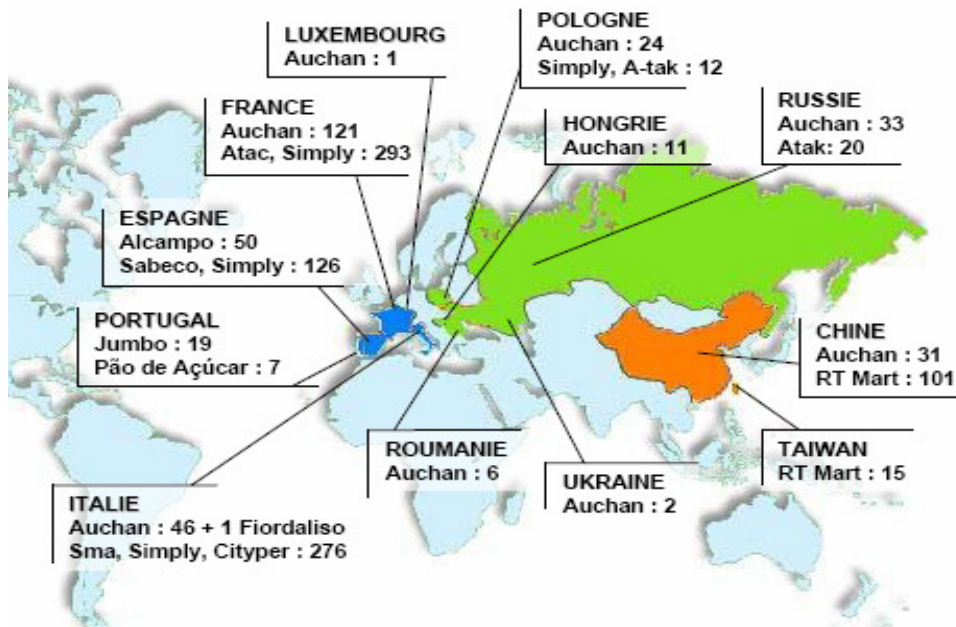 LUXEMBOURG
Auchan : 1
POLOGNE
Auchan : 24
Simply, A-tak : 12
FRANCE
Auchan : 121
Atac, Simply : 293
HONGRIE
Auchan : 11
RUSSIE
Auchan : 33
Atak: 20
ESPAGNE
Alcampo : 50
Sabeco, Simply : 126
PORTUGAL
Jumbo : 19
Pão de Açúcar : 7
CHINE
Auchan : 31
RT Mart : 101
ROUMANIE
Auchan : 6
UKRAINE
Auchan : 2
TAIWAN
RT Mart : 15
ITALIE
Auchan : 46 + 1 Fiordaliso
Sma, Simply, Cityper : 276